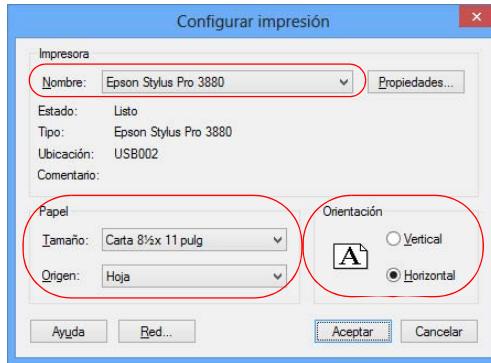 Configurar impresión
Impresora
Nombre: Epson Stylus Pro 3880 Propiedades...
Estado: Listo
Tipo: Epson Stylus Pro 3880
Ubicación: USB002
Comentario:
Papel
Tamaño: Carta 8½x 11 pulg
Origen: Hoja
Orientación
A
Vertical
Horizontal
Ayuda Red... Aceptar Cancelar